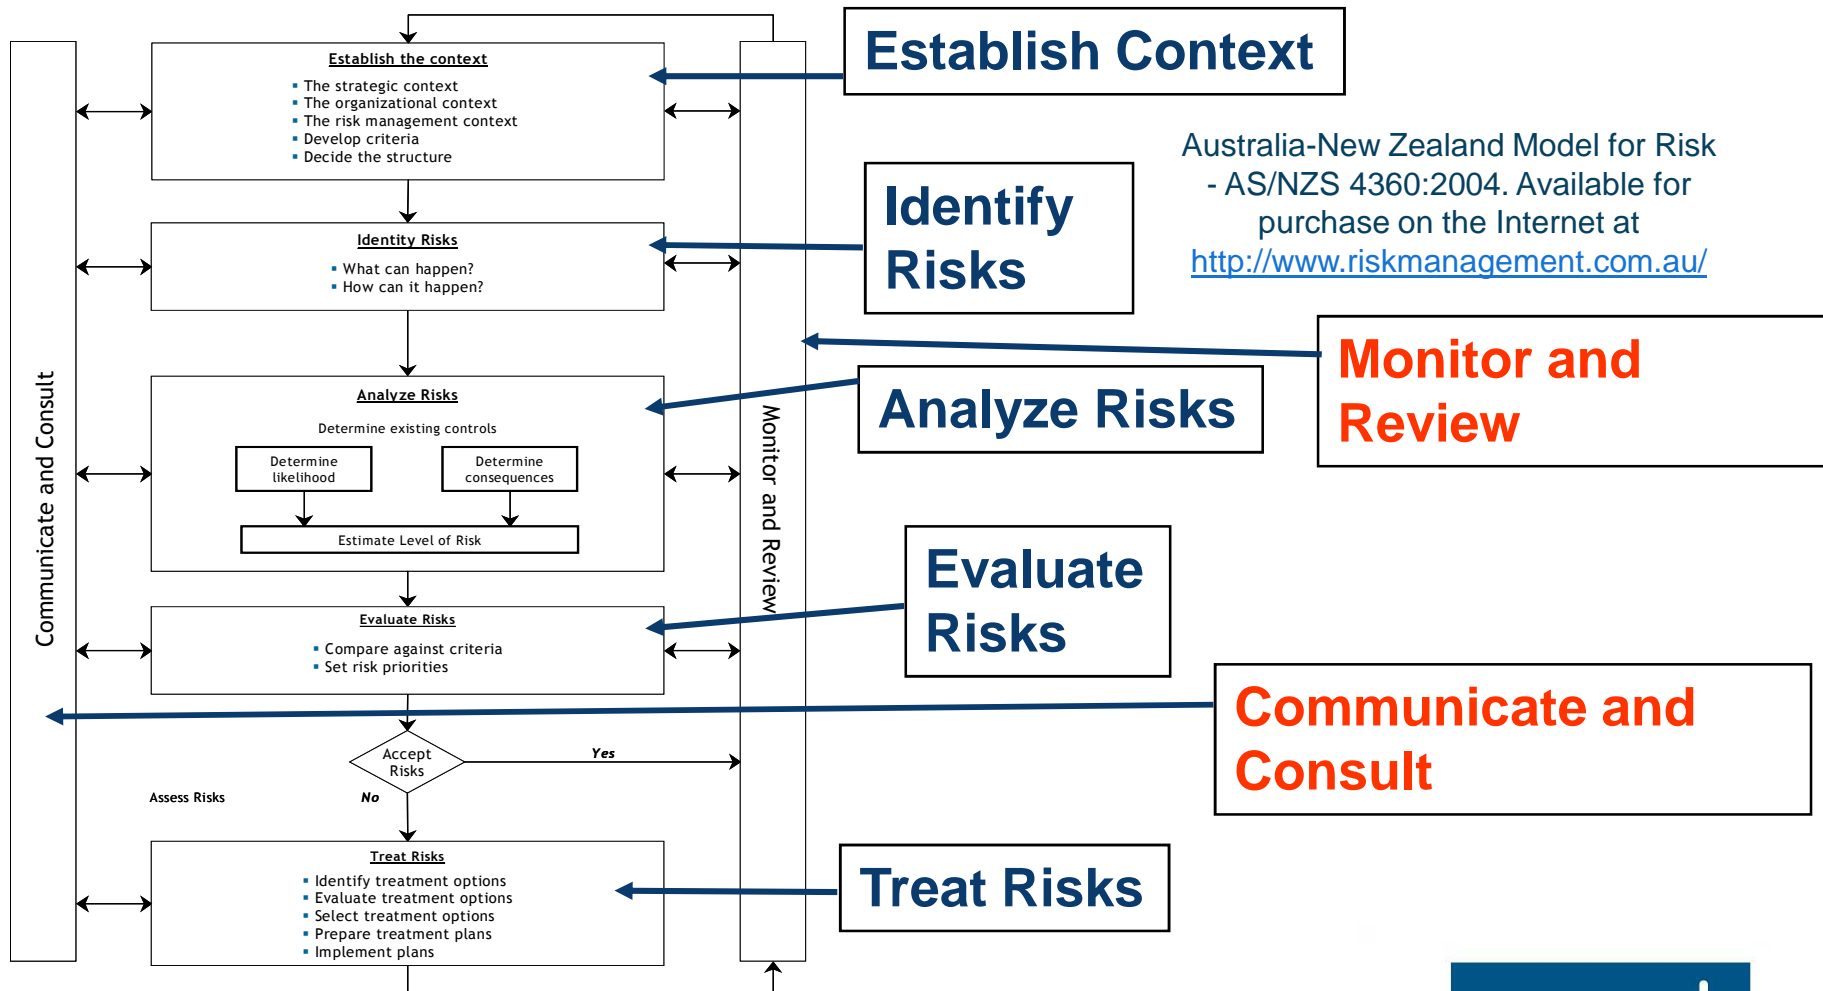 Establish the context
▪ The strategic context
▪ The organizational context
▪ The risk management context
▪ Develop criteria
▪ Decide the structure
Identity Risks
▪ What can happen?
▪ How can it happen?
Analyze Risks
Determine existing controls
Determine
likelihood
Determine
consequences
Estimate Level of Risk
Evaluate Risks
▪ Compare against criteria
▪ Set risk priorities
Accept
Risks
Yes
No
Assess Risks
Treat Risks
▪ Identify treatment options
▪ Evaluate treatment options
▪ Select treatment options
▪ Prepare treatment plans
▪ Implement plans
Communicate and Consult
Monitor and Review
Establish Context
Australia-New Zealand Model for Risk
- AS/NZS 4360:2004. Available for
purchase on the Internet at
http://www.riskmanagement.com.au/
Identify
Risks
Monitor and
Review
Analyze Risks
Evaluate
Risks
Communicate and
Consult
Treat Risks